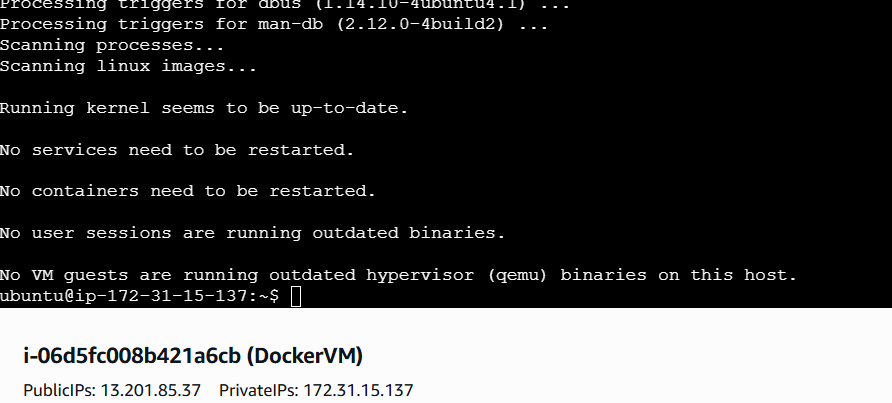 Processing triggers for dbus (1.14.10-4ubuntu4.1) ...
Processing triggers for man-db (2.12.0-4build2) ...
Scanning processes...
Scanning linux images...
Running kernel seems to be up-to-date.
No services need to be restarted.
No containers need to be restarted.
No user sessions are running outdated binaries.
No VM guests are running outdated hypervisor (qemu) binaries on this host.
ubuntu@ip-172-31-15-137:~$
i-06d5fc008b421a6cb (DockerVM)
PublicIPs: 13.201.85.37 PrivateIPs: 172.31.15.137